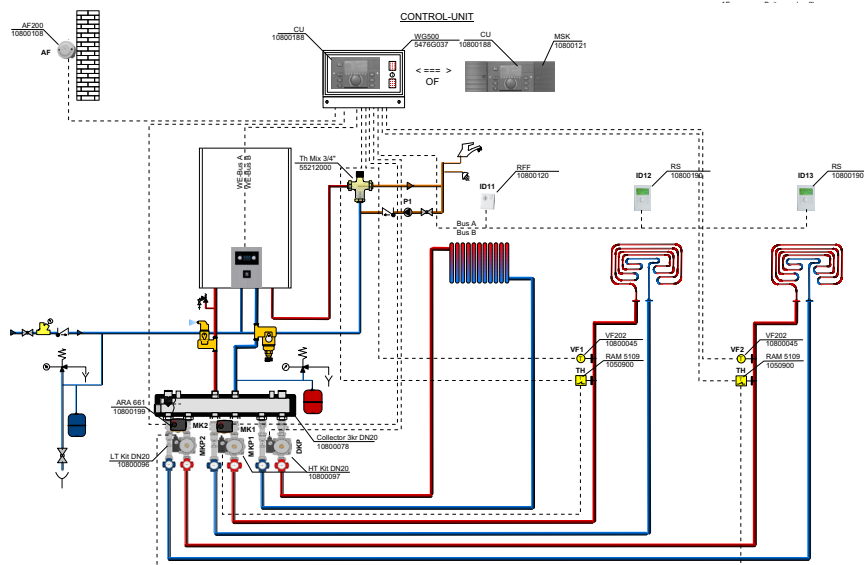 CONTROL-UNIT
AF200
10800108
AF
CU
10800188
WG500
5476G037
CU
10800188
MSK
10800121
< === >
OF
WE-Bus A
WE-Bus B
Th Mix 3/4"
55212000
P1
RFF
10800120
ID11
RS
10800190
ID12
RS
10800190
ID13
Bus A
Bus B
VF202
10800045
VF1
RAM 5109
1050900
TH
VF202
10800045
VF2
RAM 5109
1050900
TH
ARA 661
10800199
MK2
MK1
Collector 3kr DN20
10800078
MKP2
MKP1
DKP
LT Kit DN20
10800096
HT Kit DN20
10800097